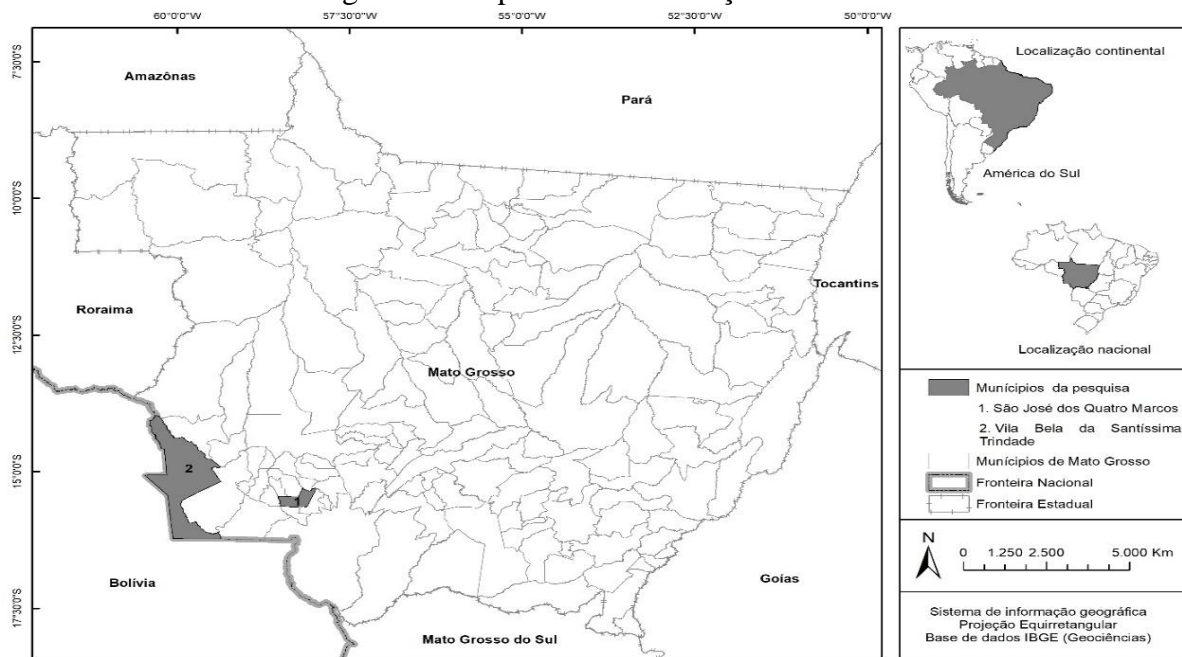 60°0'0"W 57°30'0"W 55°0'0"W 52°30'0"W 50°0'0"W
7°30'0"S
10°0'0"S
12°30'0"S
15°0'0"S
17°30'0"S
Amazônas
Pará
Tocantins
Roraima
Mato Grosso
2
1
Bolívia
Goías
Mato Grosso do Sul
Localização continental
América do Sul
Localização nacional
Munícipios da pesquisa
1. São José dos Quatro Marcos
2. Vila Bela da Santíssima
Trindade
Munícipios de Mato Grosso
Fronteira Nacional
Fronteira Estadual
N
0 1.250 2.500 5.000 Km
Sistema de informação geográfica
Projeção Equirretangular
Base de dados IBGE (Geociências)